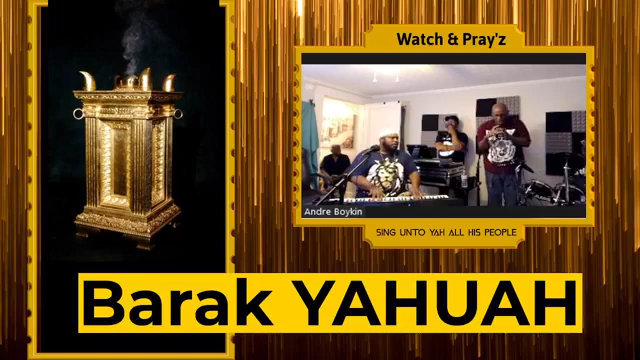 Watch & Pray'z
Andre Boykin
SING UNTO YAH ALL HIS PEOPLE
Barak YAHUAH